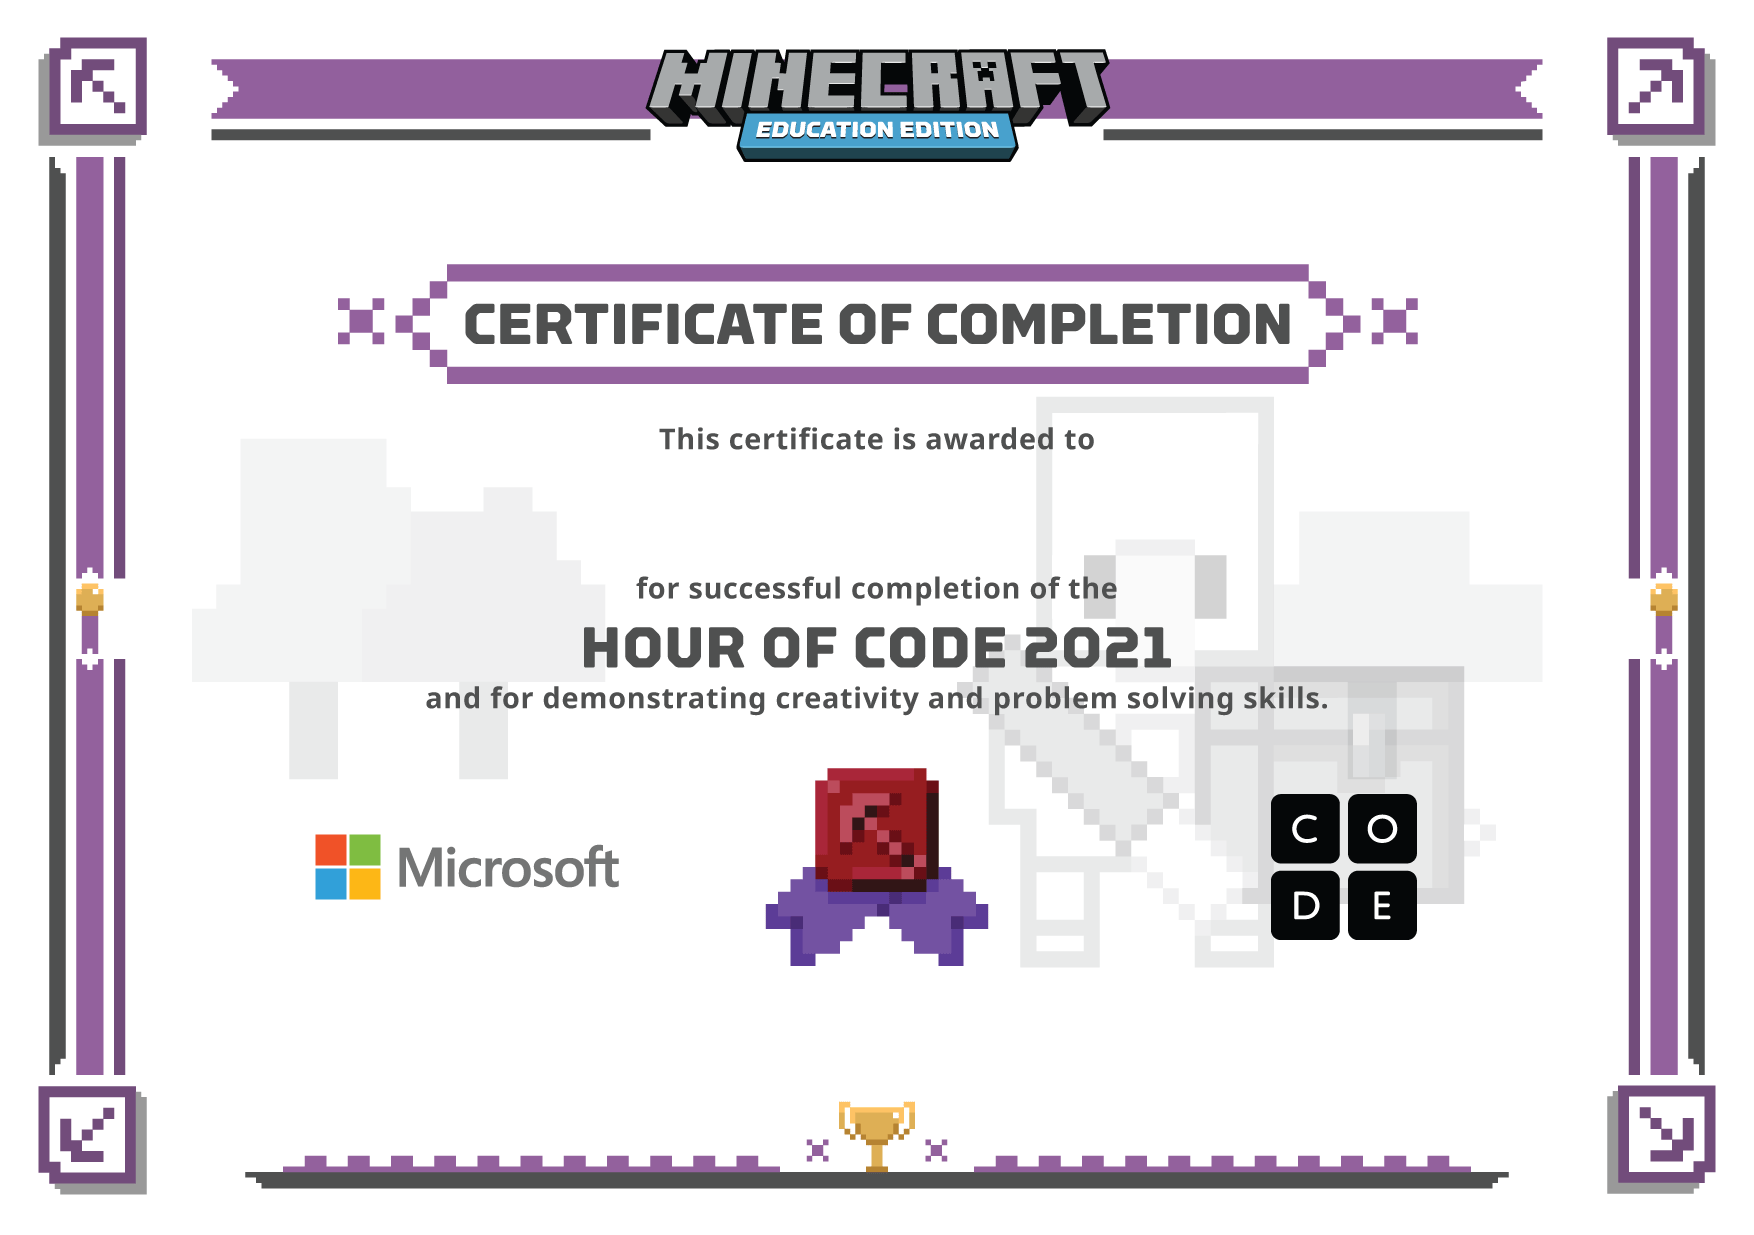 MINECRAFT
EDUCATION EDITION
CERTIFICATE OF COMPLETION
This certificate is awarded to
for successful completion of the
HOUR OF CODE 2021
and for demonstrating creativity and problem solving skills.
Microsoft
C O
D E